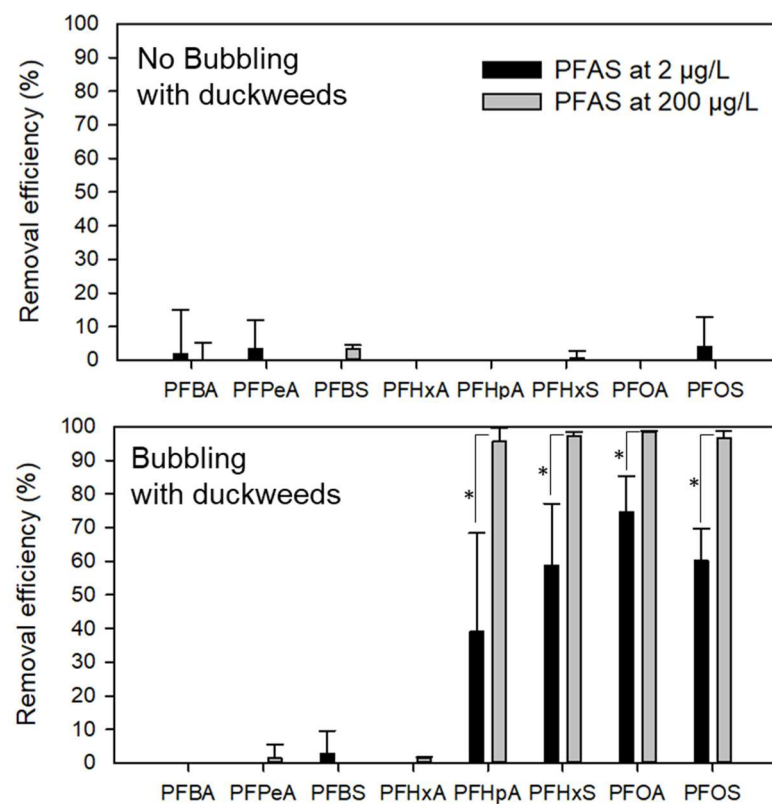 100
90
80
70
60
50
40
30
20
10
0
Removal efficiency (%)
No Bubbling
with duckweeds
PFAS at 2 µg/L
PFAS at 200 µg/L
PFBA PFPeA PFBS PFHxA PFHpA PFHxS PFOA PFOS
100
90
80
70
60
50
40
30
20
10
0
Removal efficiency (%)
Bubbling
with duckweeds
* * * *
PFBA PFPeA PFBS PFHxA PFHpA PFHxS PFOA PFOS